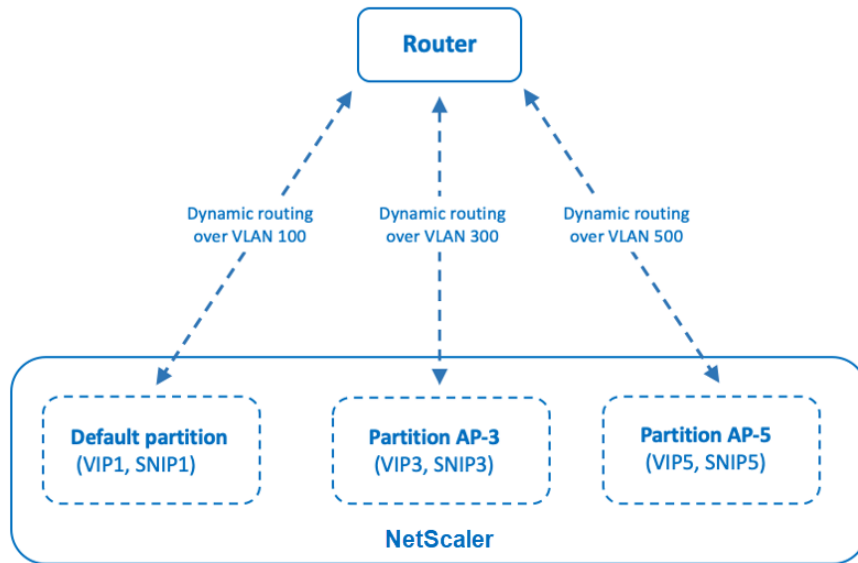 Router
Dynamic routing
over VLAN 100
Dynamic routing
over VLAN 300
Dynamic routing
over VLAN 500
Default partition
(VIP1, SNIP1)
Partition AP-3
(VIP3, SNIP3)
Partition AP-5
(VIP5, SNIP5)
NetScaler